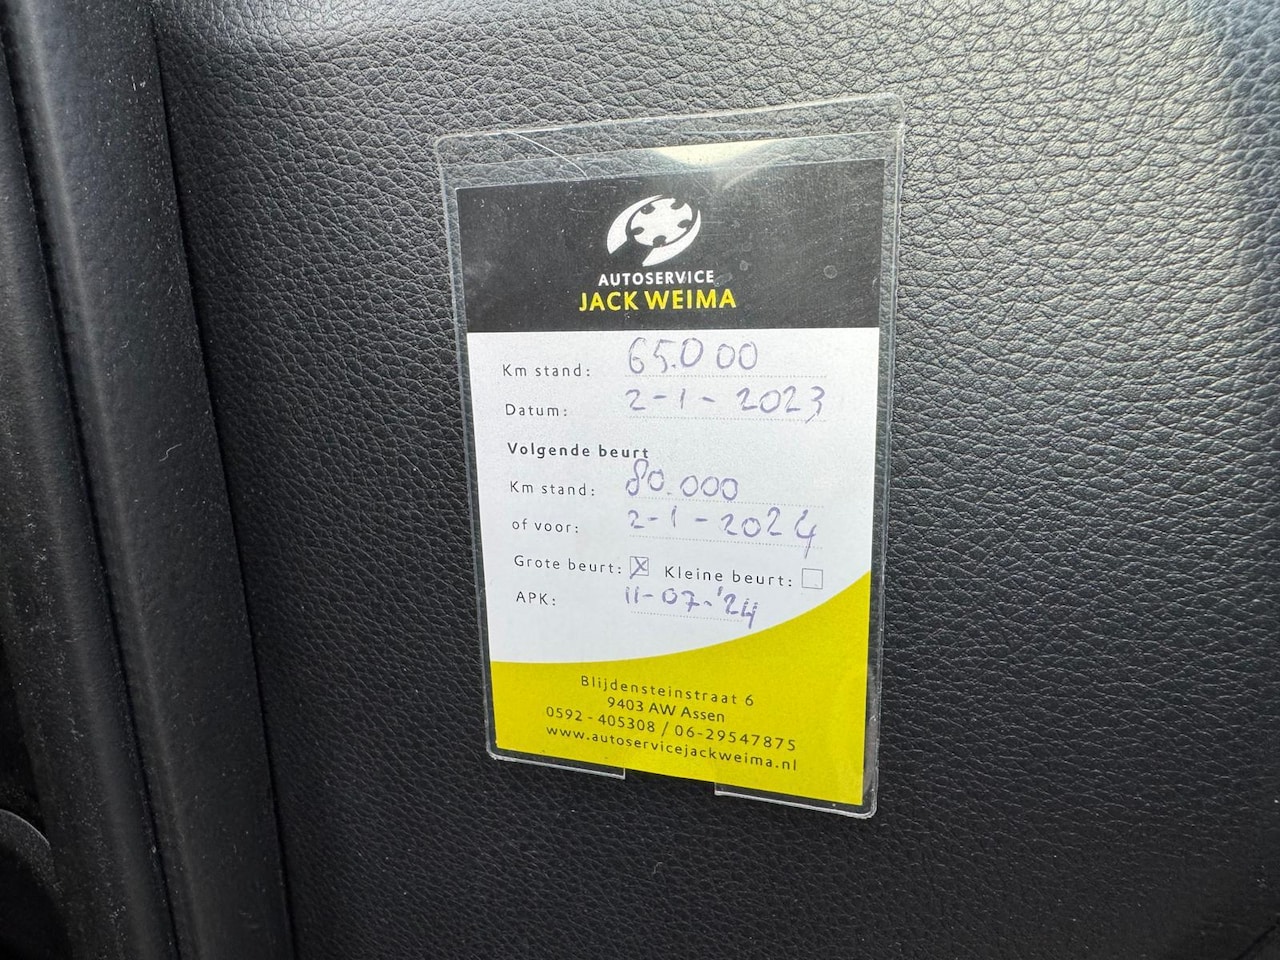 AUTOSERVICE
JACK WEIMA
Km stand: 65.000
Datum: 2-1-2023
Volgende beurt
Km stand: 80.000
of voor: 2-1-2024
Grote beurt: X Kleine beurt:
APK: 11-07-'24
Blijdensteinstraat 6
9403 AW Assen
0592 - 405308 / 06-29547875
www.autoservicejackweima.nl